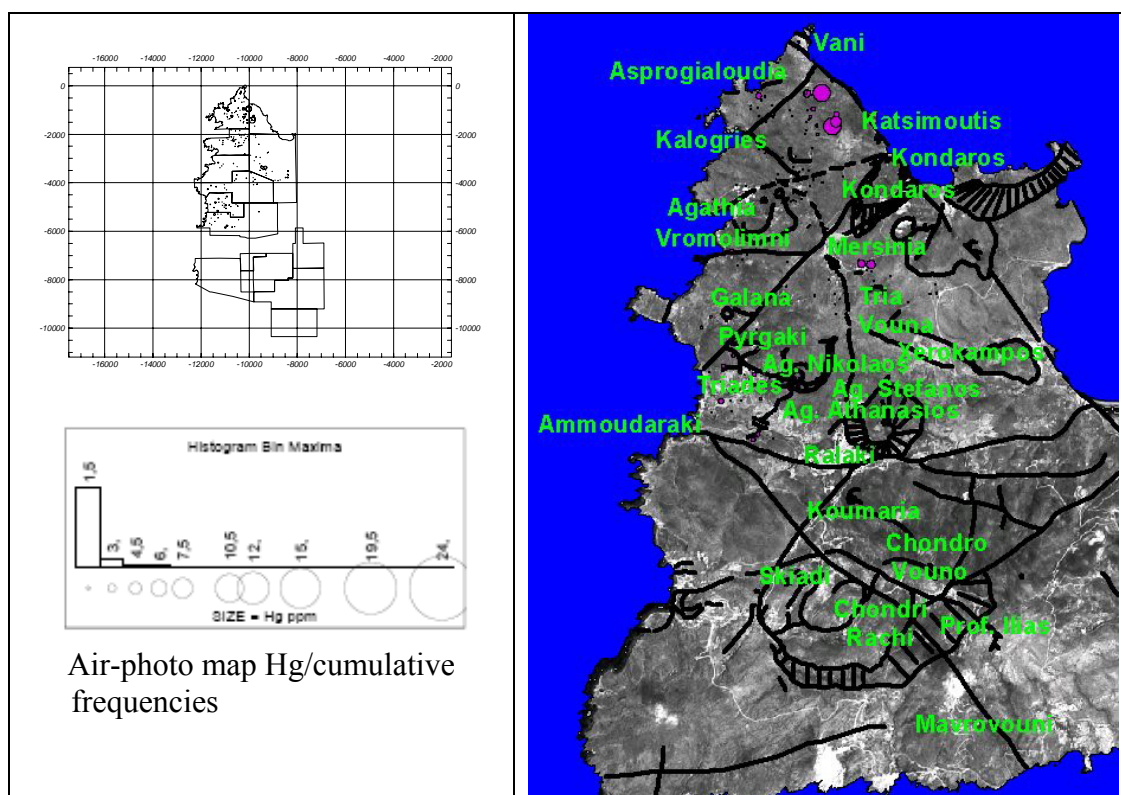 -16000 -14000 -12000 -10000 -8000 -6000 -4000 -2000
0 0
-2000 -2000
-4000 -4000
-6000 -6000
-8000 -8000
-10000 -10000
-16000 -14000 -12000 -10000 -8000 -6000 -4000 -2000
Histogram Bin Maxima
1,5 3, 4,5 6, 7,5 10,5 12, 15, 19,5 24,
SIZE = Hg ppm
Air-photo map Hg/cumulative
frequencies
Vani
Asprogialoudia
Katsimoutis
Kalogries
Kondaros
Kondaros
Agathia
Vromolimni
Mersinia
Galana
Tria
Vouna
Pyrgaki
Xerokampos
Ag. Nikolaos
Triades
Ag. Stefanos
Ag. Athanasios
Ammoudaraki
Ralaki
Koumaria
Chondro
Vouno
Skiadi
Chondri
Rachi
Prof. Ilias
Mavrovouni